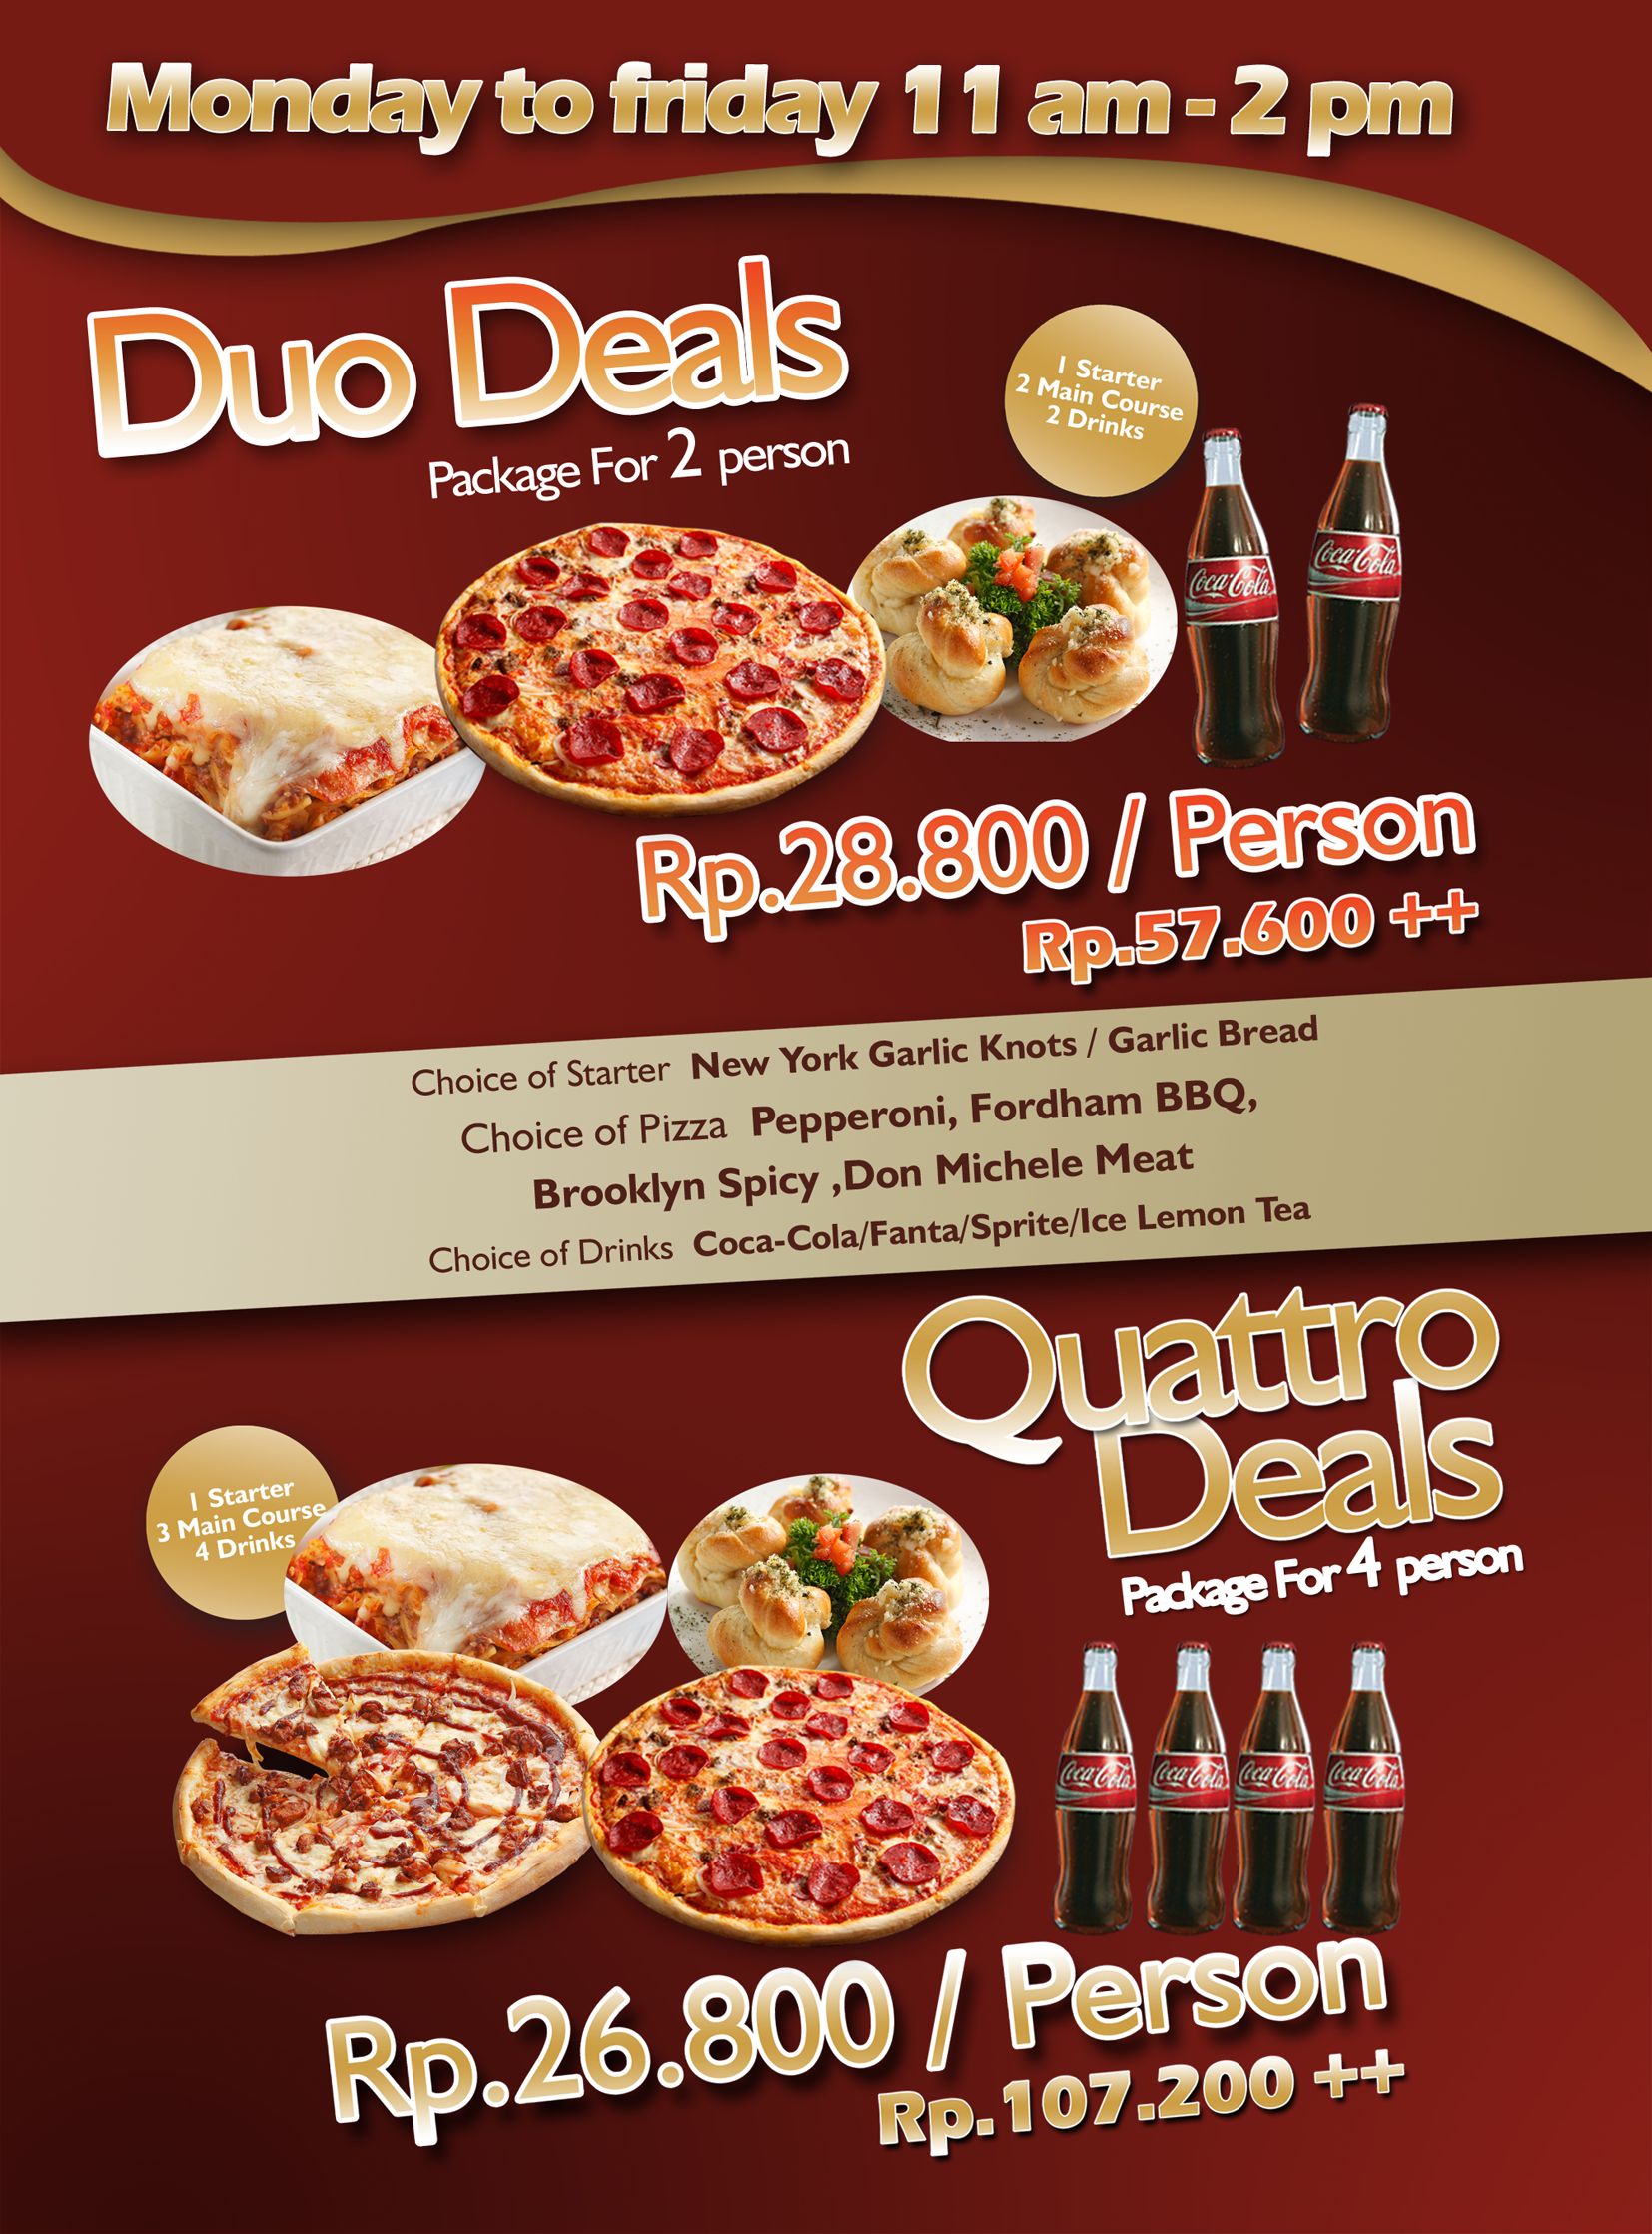 Monday to friday 11 am - 2 pm
Duo Deals
Package For 2 person
1 Starter
2 Main Course
2 Drinks
Coca-Cola
Coca-Cola
Rp.28.800 / Person
Rp.57.600 ++
Choice of Starter New York Garlic Knots / Garlic Bread
Choice of Pizza Pepperoni, Fordham BBQ,
Brooklyn Spicy ,Don Michele Meat
Choice of Drinks Coca-Cola/Fanta/Sprite/Ice Lemon Tea
Quattro
Deals
Package For 4 person
1 Starter
3 Main Course
4 Drinks
Coca-Cola
Coca-Cola
Coca-Cola
Coca-Cola
Rp.26.800 / Person
Rp.107.200 ++